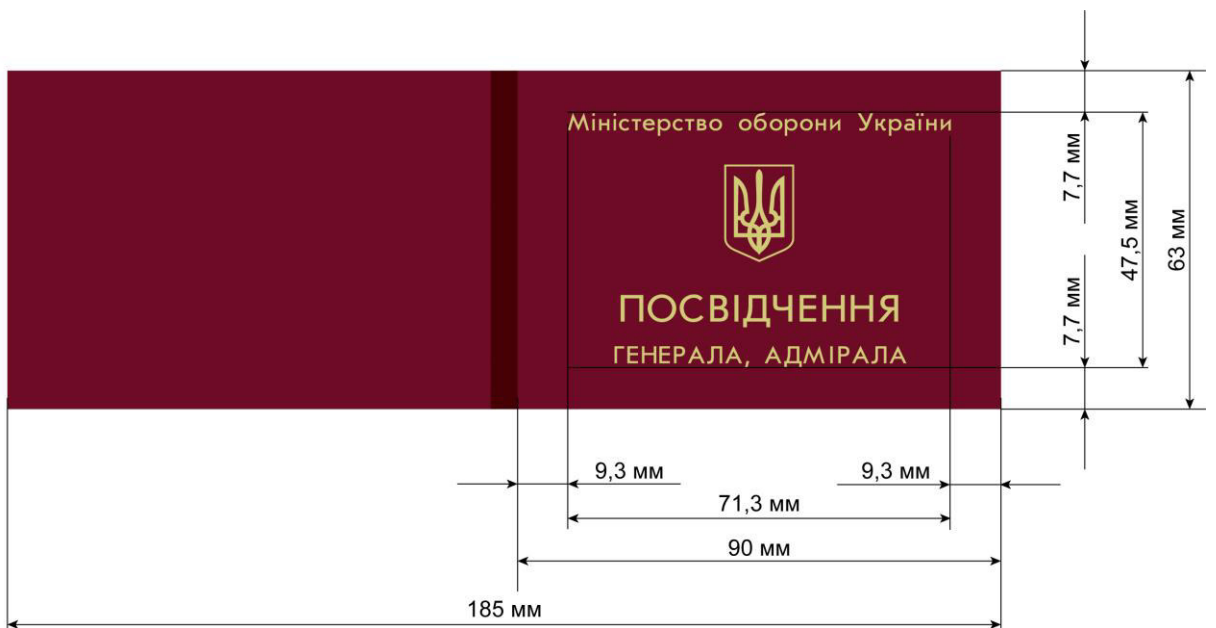 Міністерство оборони України
ПОСВІДЧЕННЯ
ГЕНЕРАЛА, АДМІРАЛА
7,7 мм
47,5 мм
63 мм
7,7 мм
9,3 мм
9,3 мм
71,3 мм
90 мм
185 мм